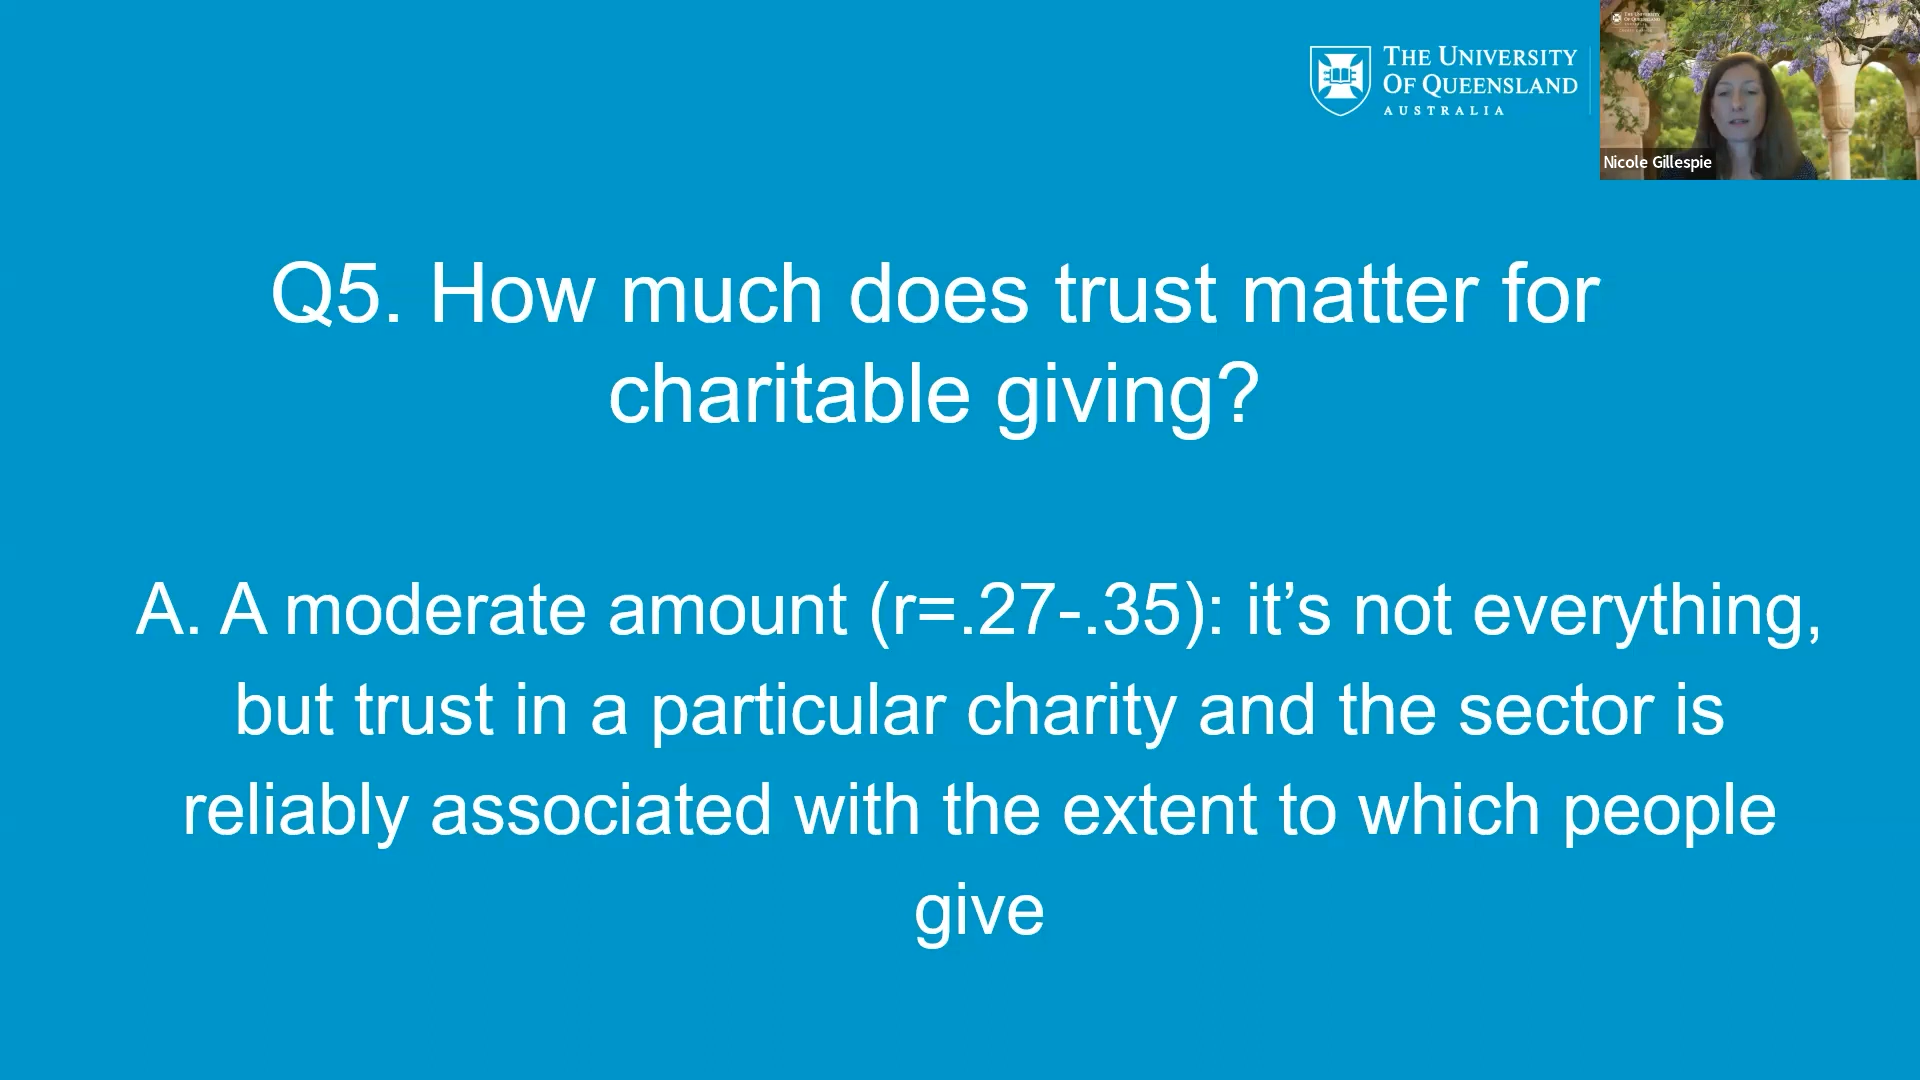 THE UNIVERSITY
OF QUEENSLAND
AUSTRALIA
Nicole Gillespie
Q5. How much does trust matter for
charitable giving?
A. A moderate amount (r=.27-.35): it’s not everything,
but trust in a particular charity and the sector is
reliably associated with the extent to which people
give